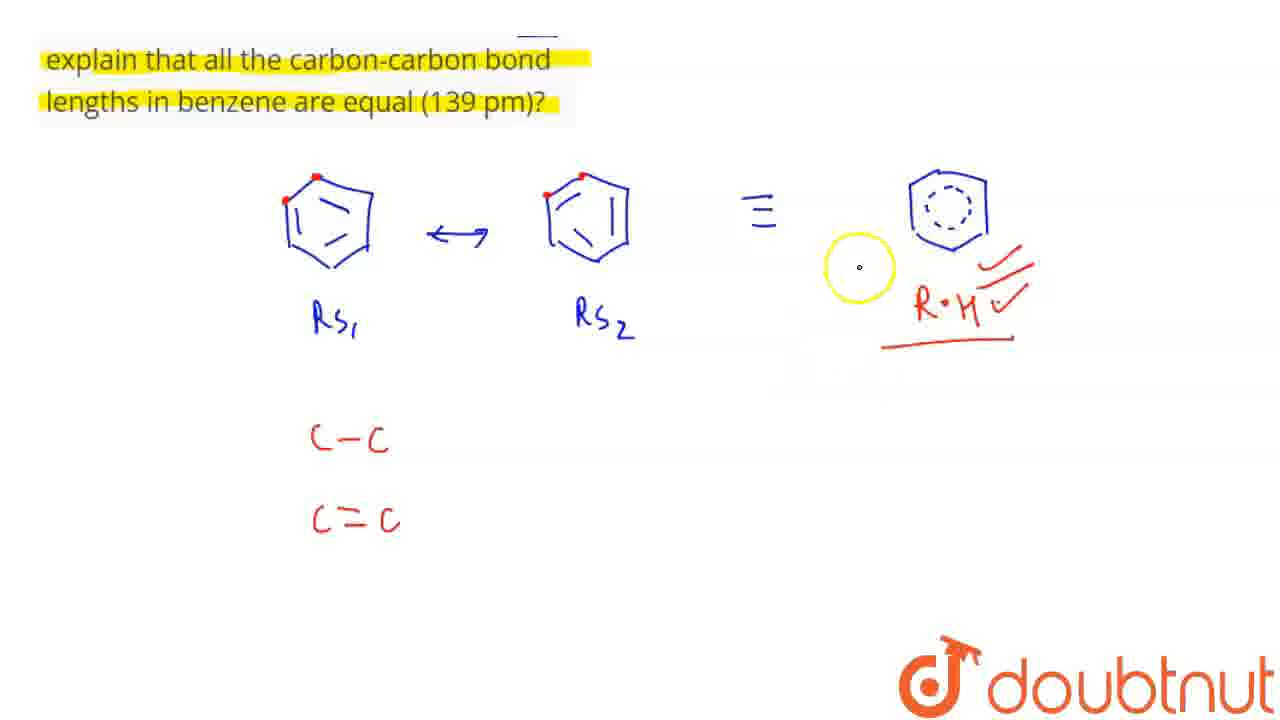 explain that all the carbon-carbon bond
lengths in benzene are equal (139 pm)?
RS1
RS2
R•H
C-C
C=C
doubtnut